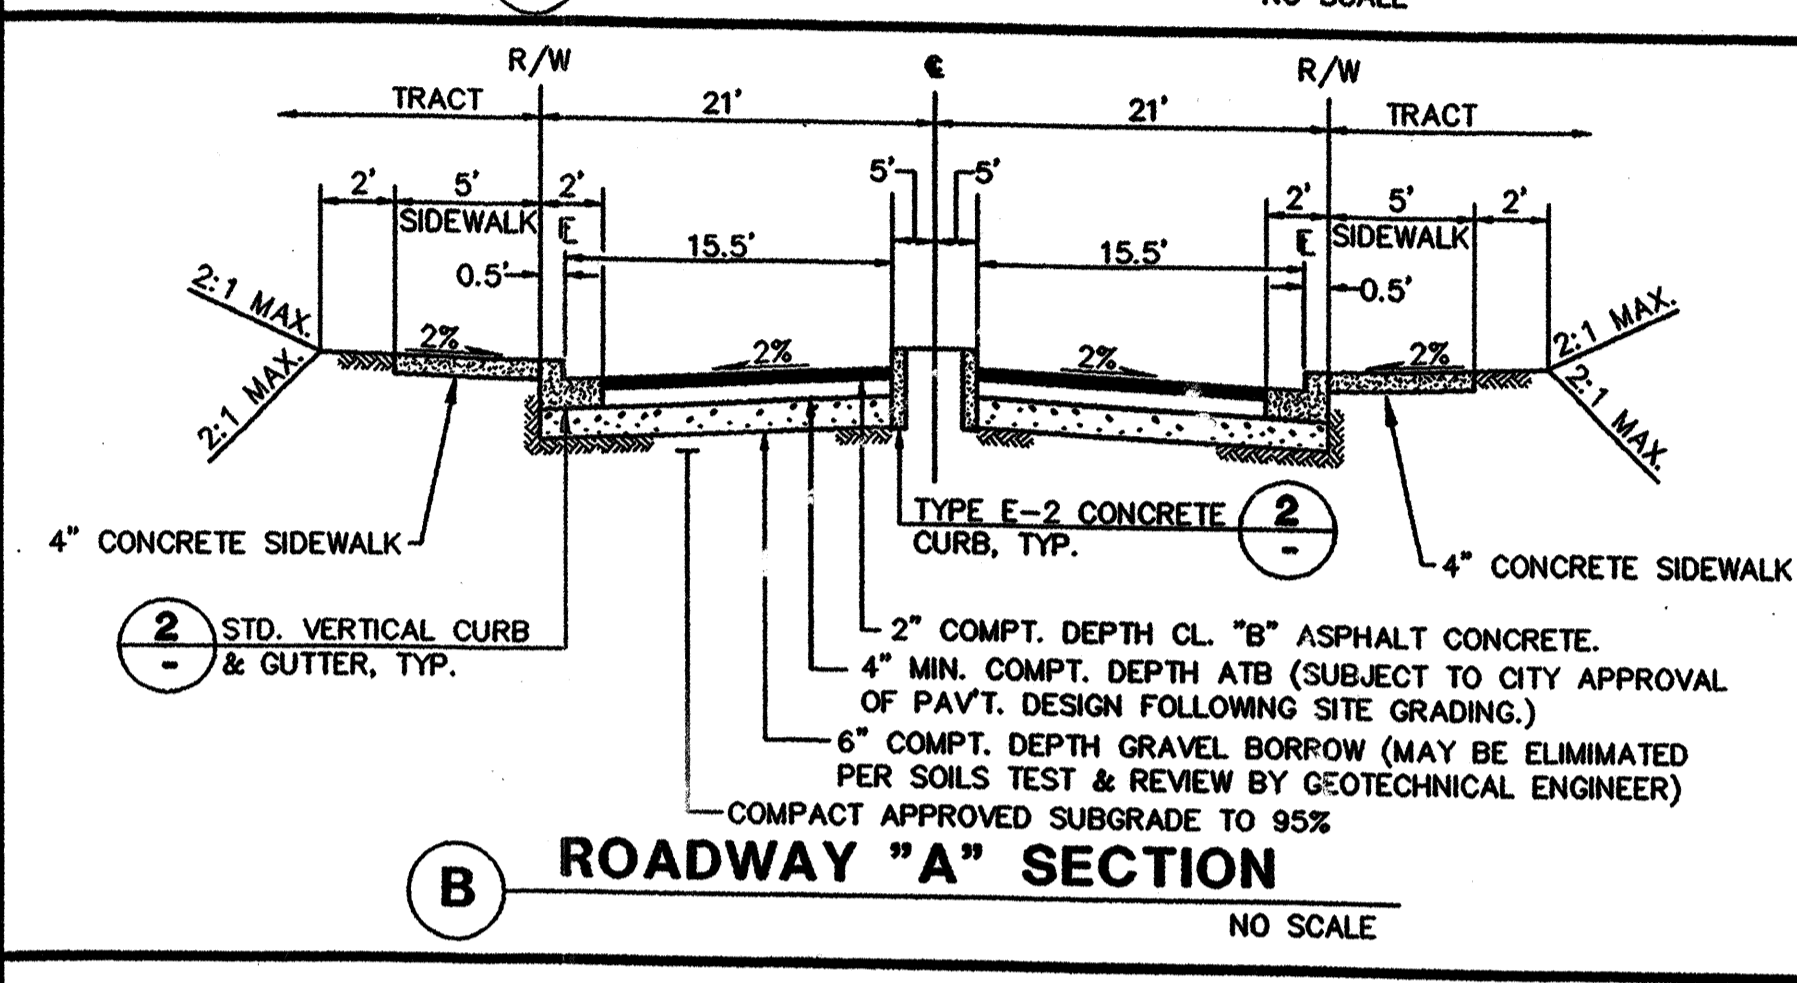 NO SCALE
R/W
℄
R/W
TRACT
21'
21'
TRACT
5'
5'
2'
5'
2'
2'
5'
2'
SIDEWALK
SIDEWALK
15.5'
15.5'
0.5'
0.5'
2:1 MAX.
2:1 MAX.
2:1 MAX.
2:1 MAX.
2%
2%
2%
2%
TYPE E-2 CONCRETE
CURB, TYP.
2
-
4" CONCRETE SIDEWALK
4" CONCRETE SIDEWALK
2
-
STD. VERTICAL CURB
& GUTTER, TYP.
2" COMPT. DEPTH CL. "B" ASPHALT CONCRETE.
4" MIN. COMPT. DEPTH ATB (SUBJECT TO CITY APPROVAL
OF PAV'T. DESIGN FOLLOWING SITE GRADING.)
6" COMPT. DEPTH GRAVEL BORROW (MAY BE ELIMIMATED
PER SOILS TEST & REVIEW BY GEOTECHNICAL ENGINEER)
COMPACT APPROVED SUBGRADE TO 95%
B
ROADWAY "A" SECTION
NO SCALE